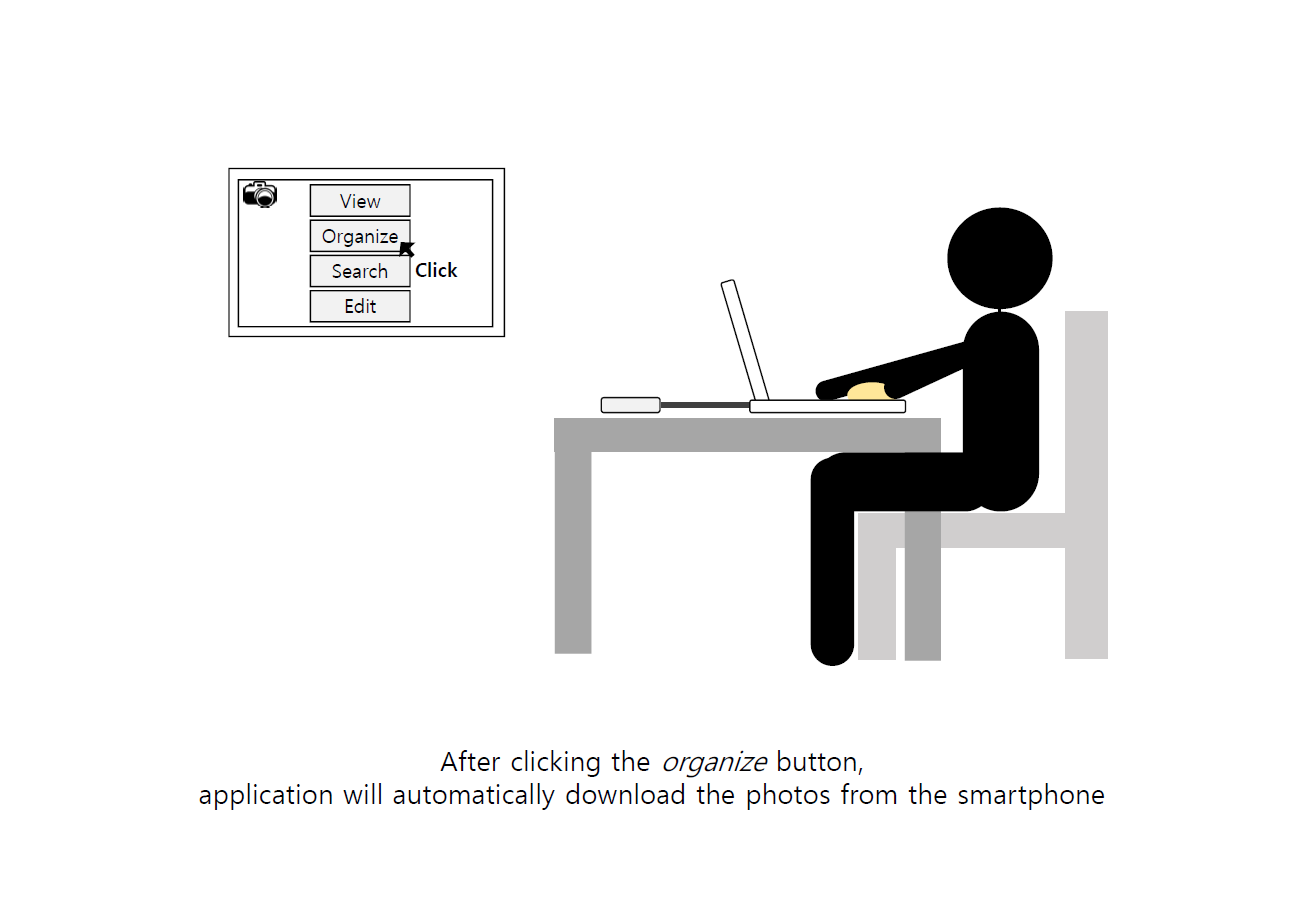 View
Organize
Search
Click
Edit
After clicking the organize button,
application will automatically download the photos from the smartphone